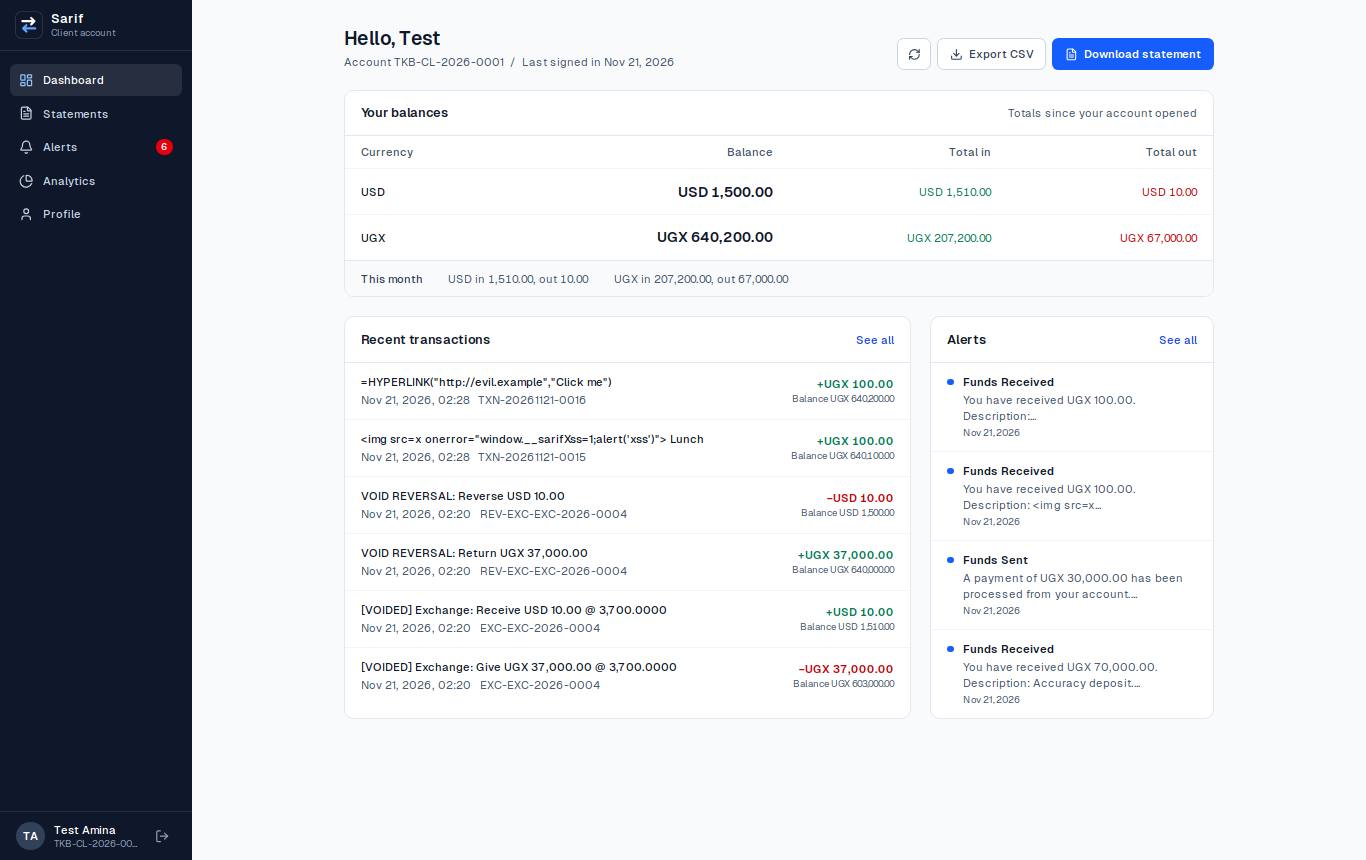 Sarif
Client account
Dashboard
Statements
Alerts 6
Analytics
Profile
Test Amina
TKB-CL-2026-00...
Hello, Test
Account TKB-CL-2026-0001 / Last signed in Nov 21, 2026
Export CSV
Download statement
Your balances
Totals since your account opened
Currency Balance Total in Total out
USD USD 1,500.00 USD 1,510.00 USD 10.00
UGX UGX 640,200.00 UGX 207,200.00 UGX 67,000.00
This month USD in 1,510.00, out 10.00 UGX in 207,200.00, out 67,000.00
Recent transactions See all
=HYPERLINK("http://evil.example","Click me") +UGX 100.00
Nov 21, 2026, 02:28 TXN-20261121-0016 Balance UGX 640,200.00
<img src=x onerror="window.__sarifXss=1;alert('xss')"> Lunch +UGX 100.00
Nov 21, 2026, 02:28 TXN-20261121-0015 Balance UGX 640,100.00
VOID REVERSAL: Reverse USD 10.00 −USD 10.00
Nov 21, 2026, 02:20 REV-EXC-EXC-2026-0004 Balance USD 1,500.00
VOID REVERSAL: Return UGX 37,000.00 +UGX 37,000.00
Nov 21, 2026, 02:20 REV-EXC-EXC-2026-0004 Balance UGX 640,000.00
[VOIDED] Exchange: Receive USD 10.00 @ 3,700.0000 +USD 10.00
Nov 21, 2026, 02:20 EXC-EXC-2026-0004 Balance USD 1,510.00
[VOIDED] Exchange: Give UGX 37,000.00 @ 3,700.0000 −UGX 37,000.00
Nov 21, 2026, 02:20 EXC-EXC-2026-0004 Balance UGX 603,000.00
Alerts See all
Funds Received
You have received UGX 100.00.
Description:...
Nov 21, 2026
Funds Received
You have received UGX 100.00.
Description: <img src=x...
Nov 21, 2026
Funds Sent
A payment of UGX 30,000.00 has been
processed from your account....
Nov 21, 2026
Funds Received
You have received UGX 70,000.00.
Description: Accuracy deposit....
Nov 21, 2026
TA